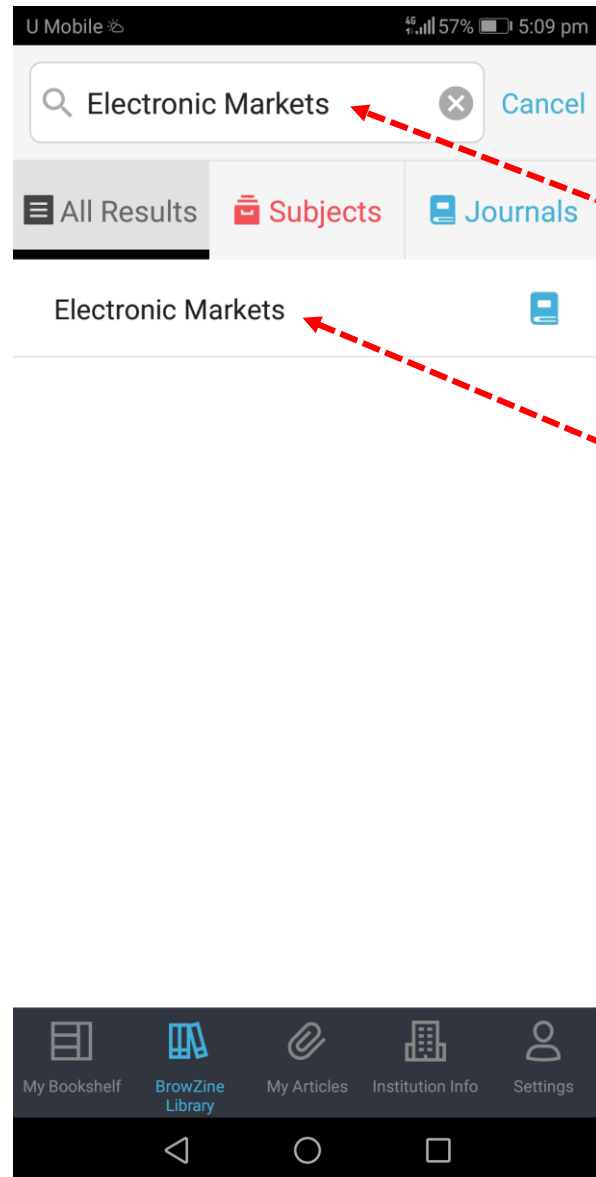 U Mobile 46 57% 5:09 pm
Electronic Markets Cancel
All Results Subjects Journals
Electronic Markets
My Bookshelf BrowZine Library My Articles Institution Info Settings